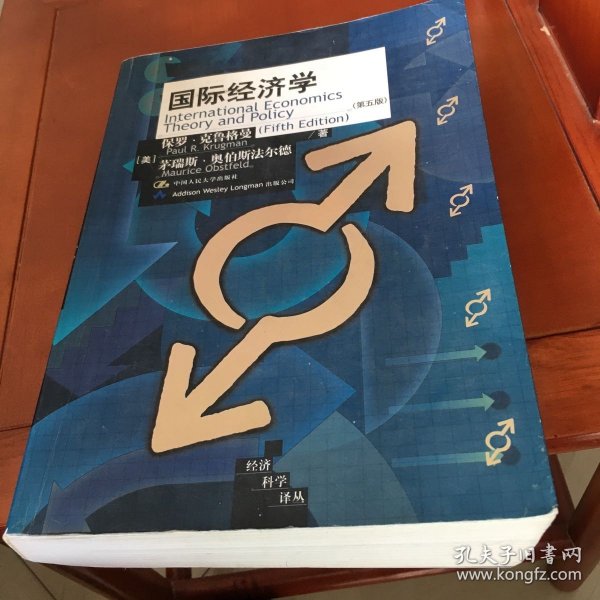 国际经济学
International Economics
Theory and Policy
(第五版)
(Fifth Edition)
保罗·克鲁格曼
Paul R. Krugman
[美]
/著
茅瑞斯·奥伯斯法尔德
Maurice Obstfeld
中国人民大学出版社
Addison Wesley Longman 出版公司
经济
科学
译丛
孔夫子旧书网
www.kongfz.com